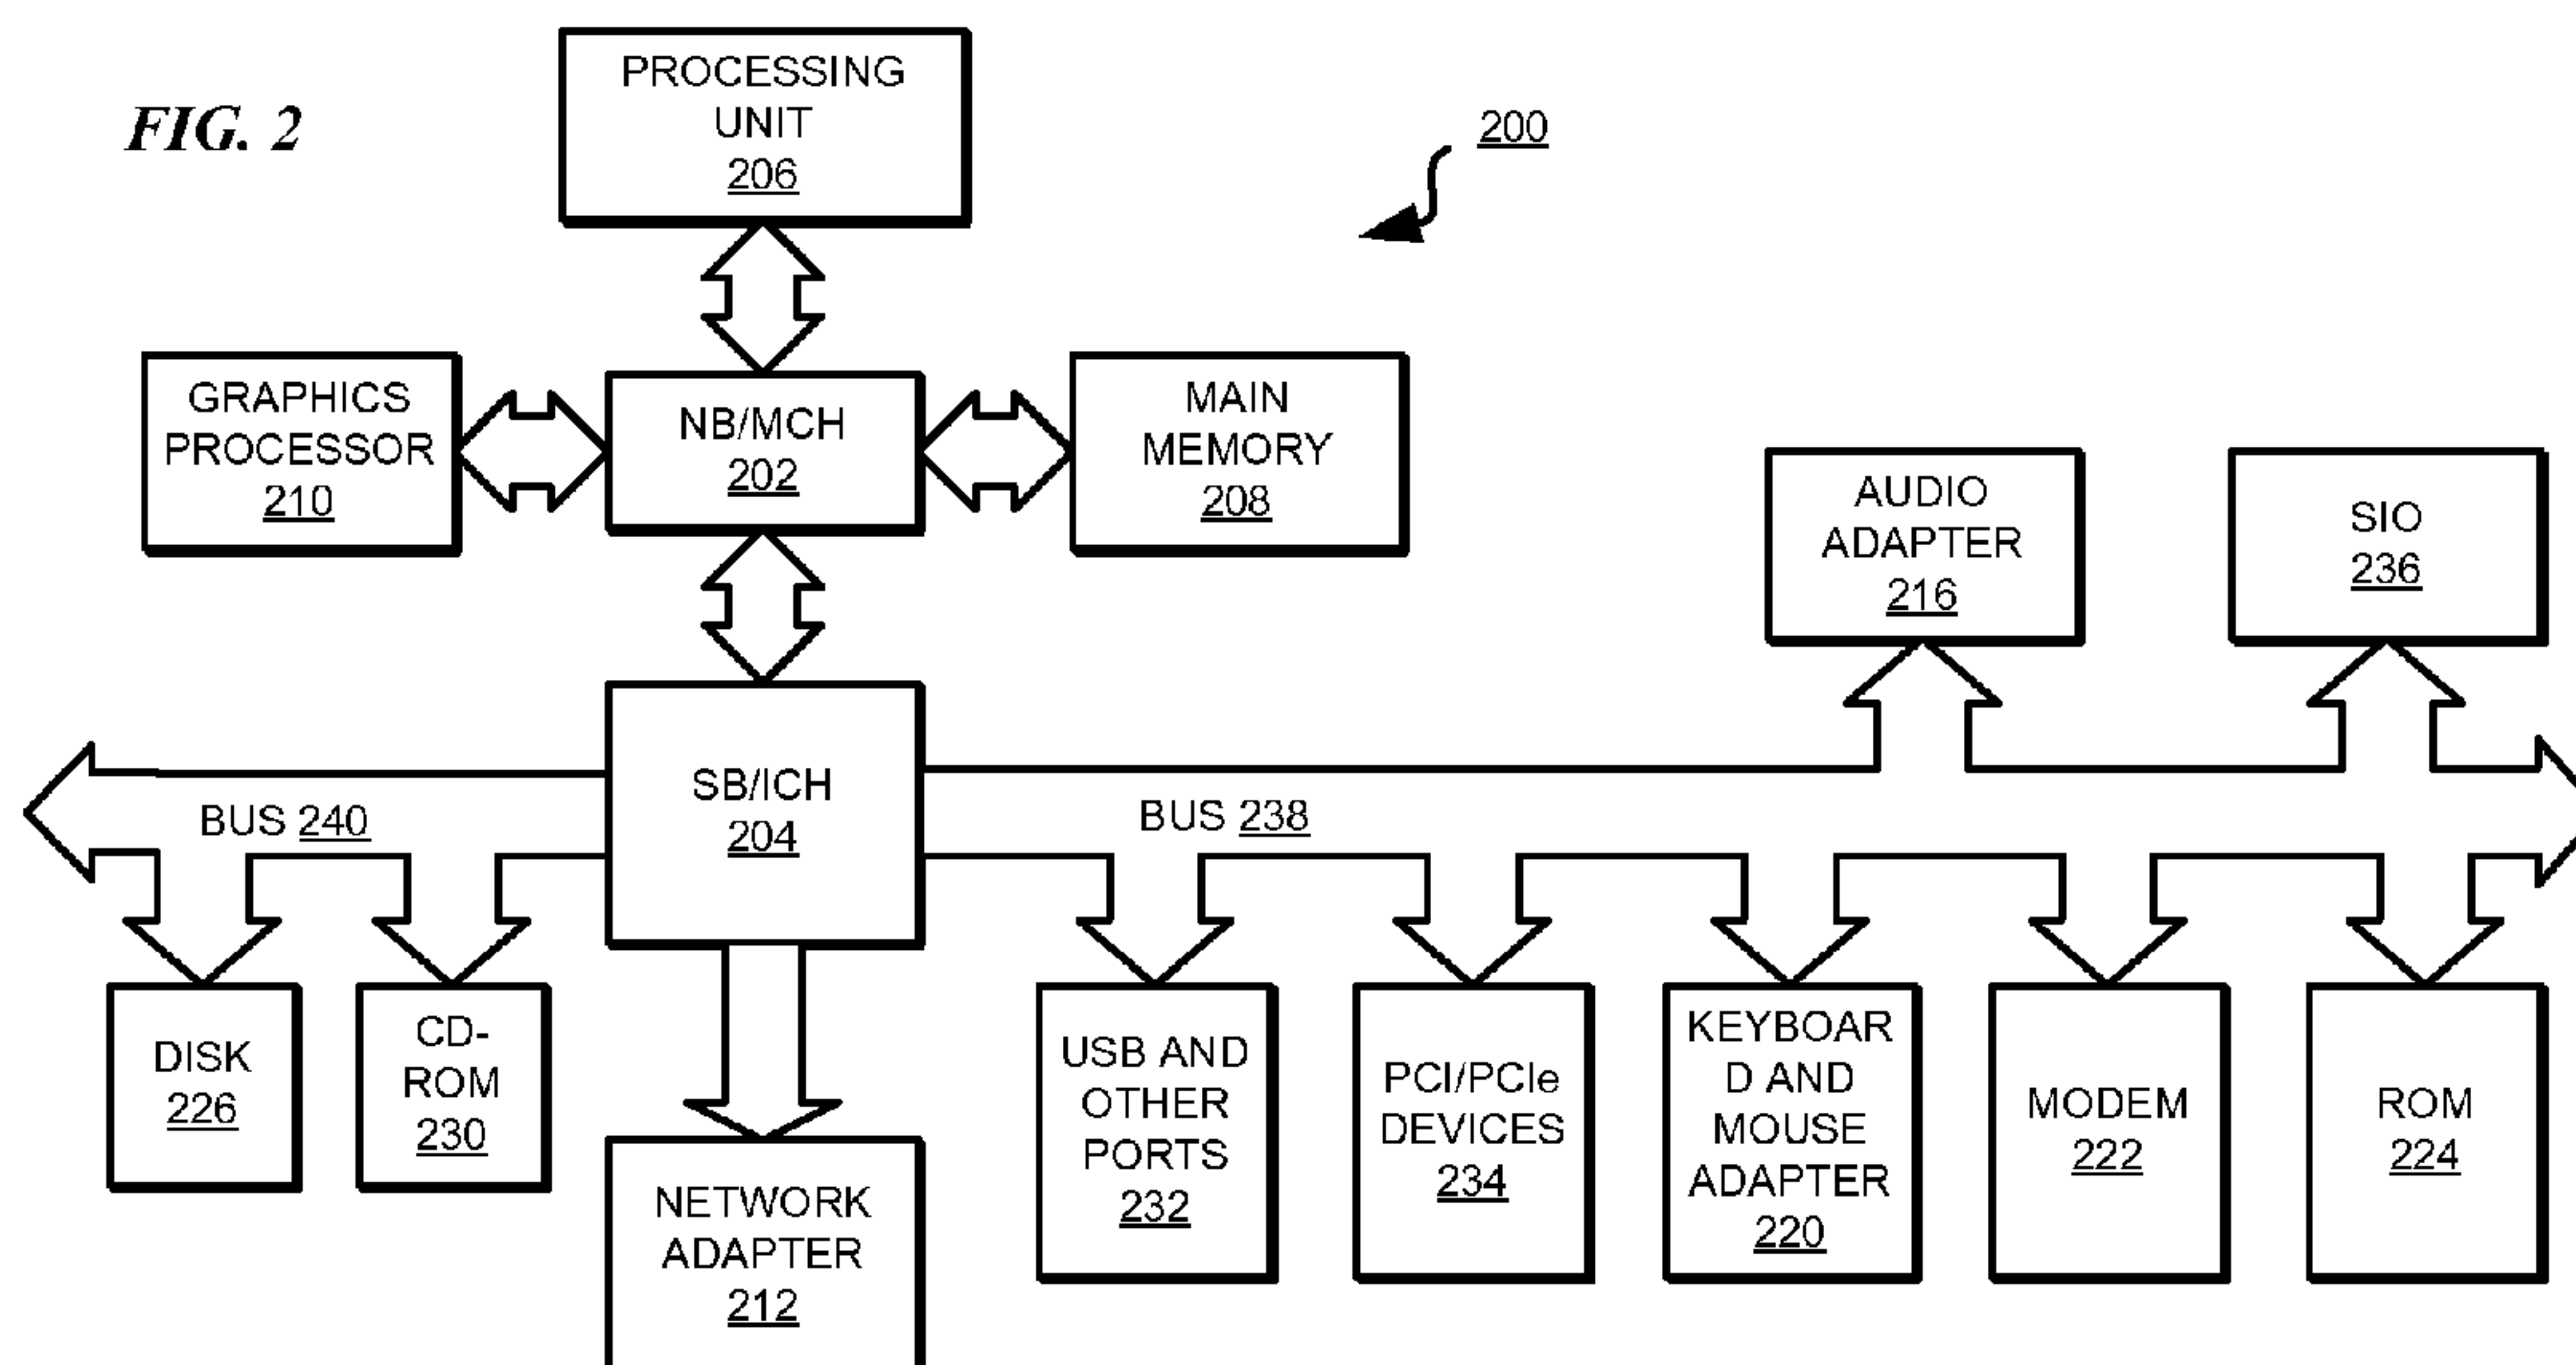 FIG. 2
PROCESSING
UNIT
206
200
GRAPHICS
PROCESSOR
210
NB/MCH
202
MAIN
MEMORY
208
AUDIO
ADAPTER
216
SIO
236
SB/ICH
204
BUS 240
BUS 238
DISK
226
CD-
ROM
230
NETWORK
ADAPTER
212
USB AND
OTHER
PORTS
232
PCI/PCIe
DEVICES
234
KEYBOAR
D AND
MOUSE
ADAPTER
220
MODEM
222
ROM
224